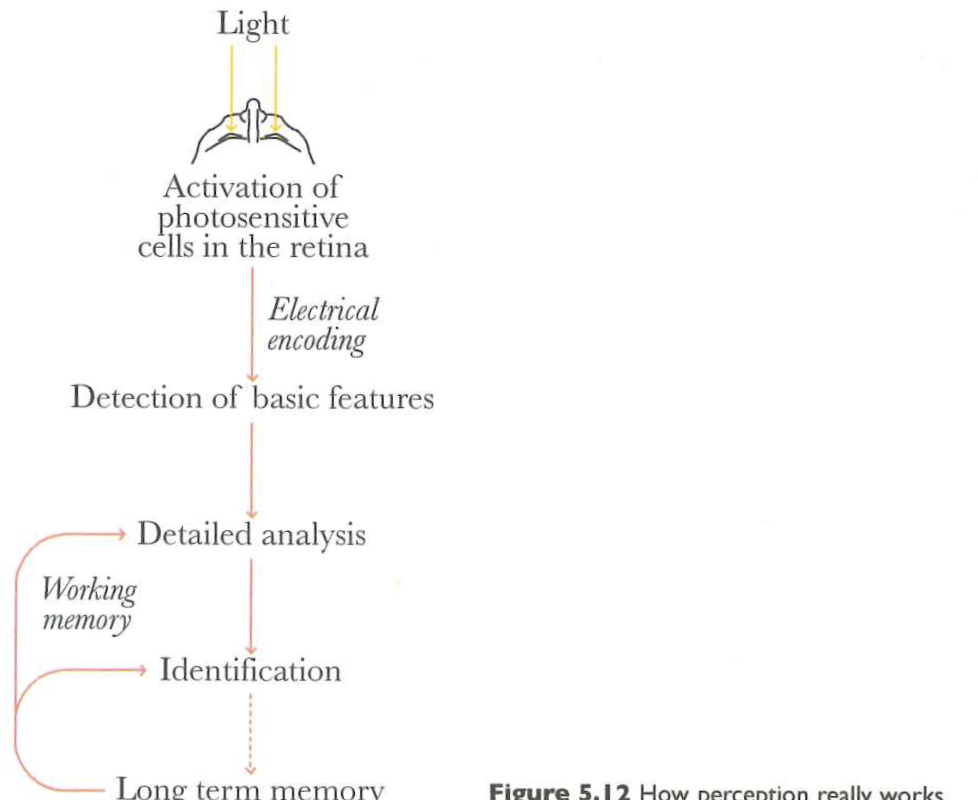 Light
Activation of
photosensitive
cells in the retina
Electrical
encoding
Detection of basic features
Detailed analysis
Working
memory
Identification
Long term memory
Figure 5.12 How perception really works